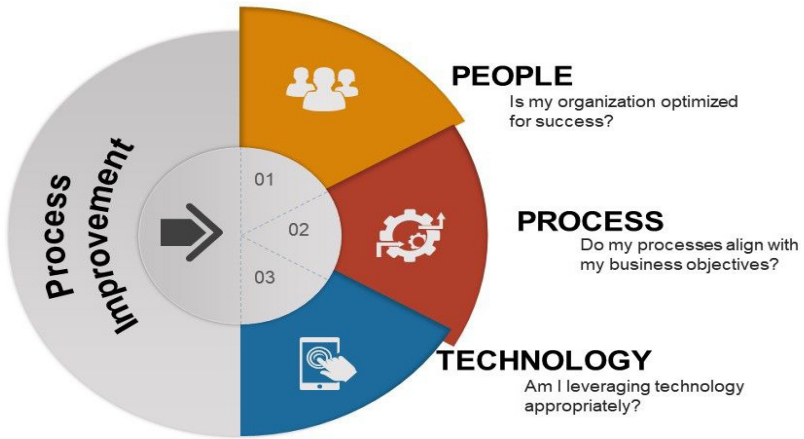 Process
Improvement
01
02
03
PEOPLE
Is my organization optimized
for success?
PROCESS
Do my processes align with
my business objectives?
TECHNOLOGY
Am I leveraging technology
appropriately?